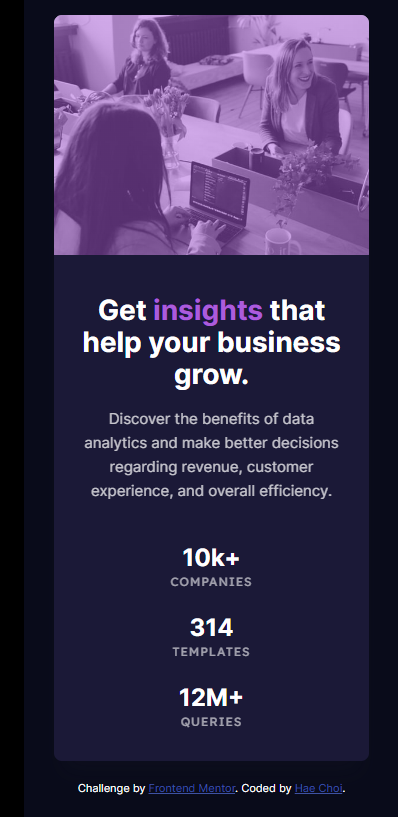 Get insights that
help your business
grow.
Discover the benefits of data
analytics and make better decisions
regarding revenue, customer
experience, and overall efficiency.
10k+
COMPANIES
314
TEMPLATES
12M+
QUERIES
Challenge by Frontend Mentor. Coded by Hae Choi.